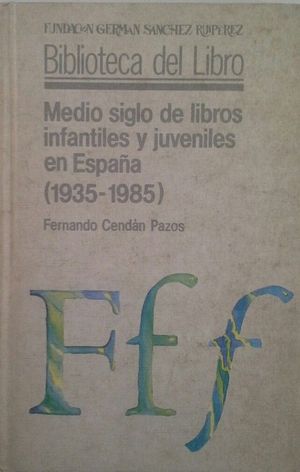 FUNDACION GERMAN SANCHEZ RUIPEREZ
Biblioteca del Libro
Medio siglo de libros
infantiles y juveniles
en España
(1935-1985)
Fernando Cendán Pazos
F f f